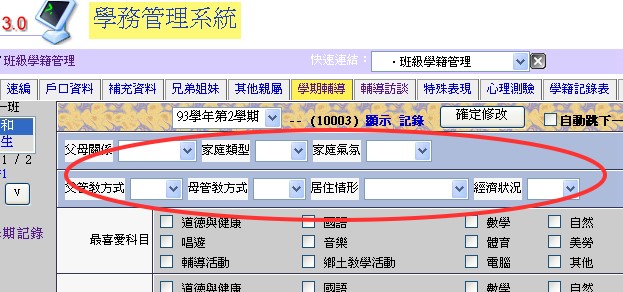 3.0 學務管理系統
班級學籍管理 快速連結： ‧班級學籍管理
速編 戶口資料 補充資料 兄弟姐妹 其他親屬 學期輔導 輔導訪談 特殊表現 心理測驗 學籍記錄表
一班 93學年第2學期 -- (10003) 顯示 記錄 確定修改 自動跳下一
和
生
1 / 2
父母關係 家庭類型 家庭氣氛
父管教方式 母管教方式 居住情形 經濟狀況
v
期記錄
最喜愛科目
道德與健康 國語 數學 自然
唱遊 音樂 體育 美勞
輔導活動 鄉土教學活動 電腦 其他
道德與健康 國語 數學 自然